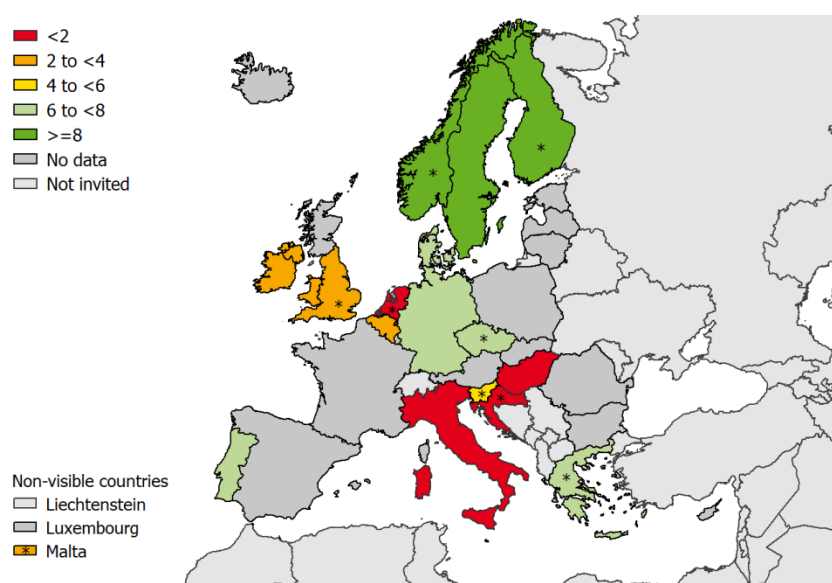 <2
2 to <4
4 to <6
6 to <8
>=8
No data
Not invited
Non-visible countries
Liechtenstein
Luxembourg
* Malta